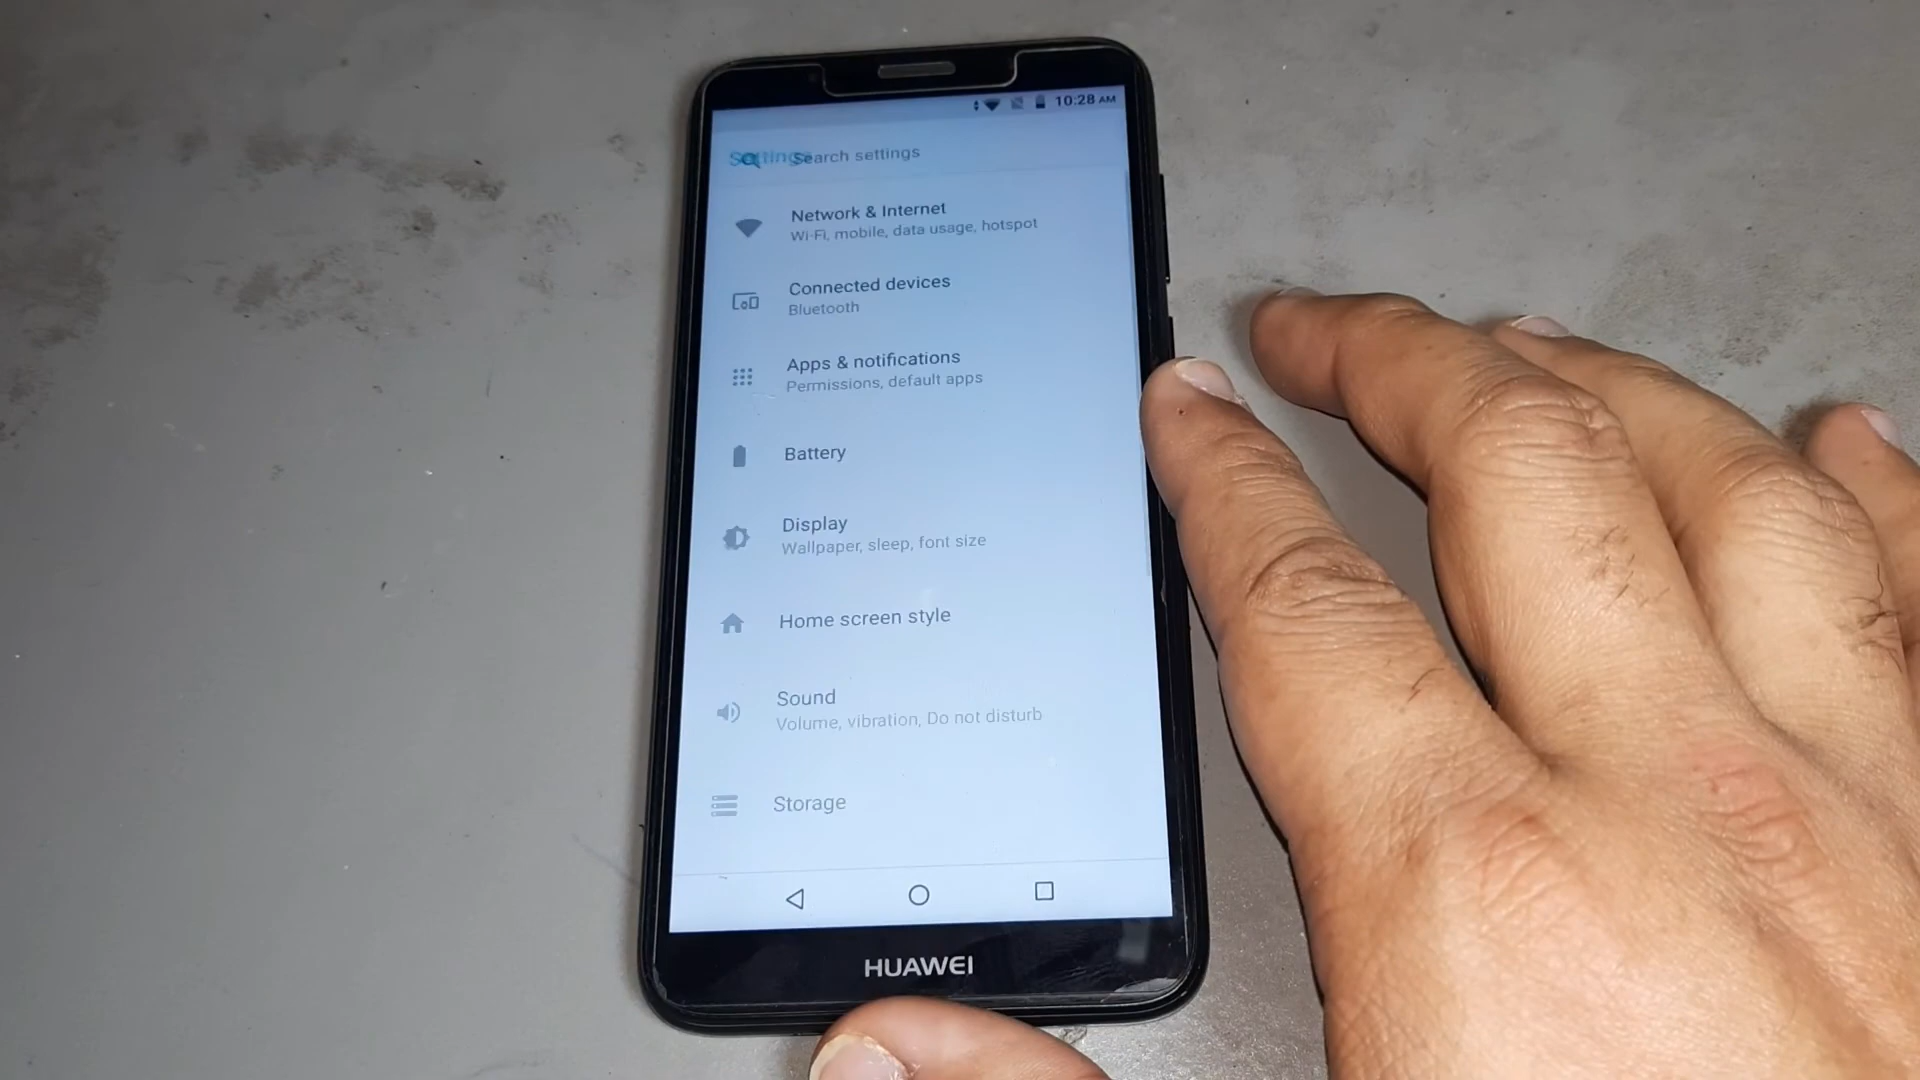 10:28 AM
Settings
Search settings
Network & Internet
Wi-Fi, mobile, data usage, hotspot
Connected devices
Bluetooth
Apps & notifications
Permissions, default apps
Battery
Display
Wallpaper, sleep, font size
Home screen style
Sound
Volume, vibration, Do not disturb
Storage
HUAWEI